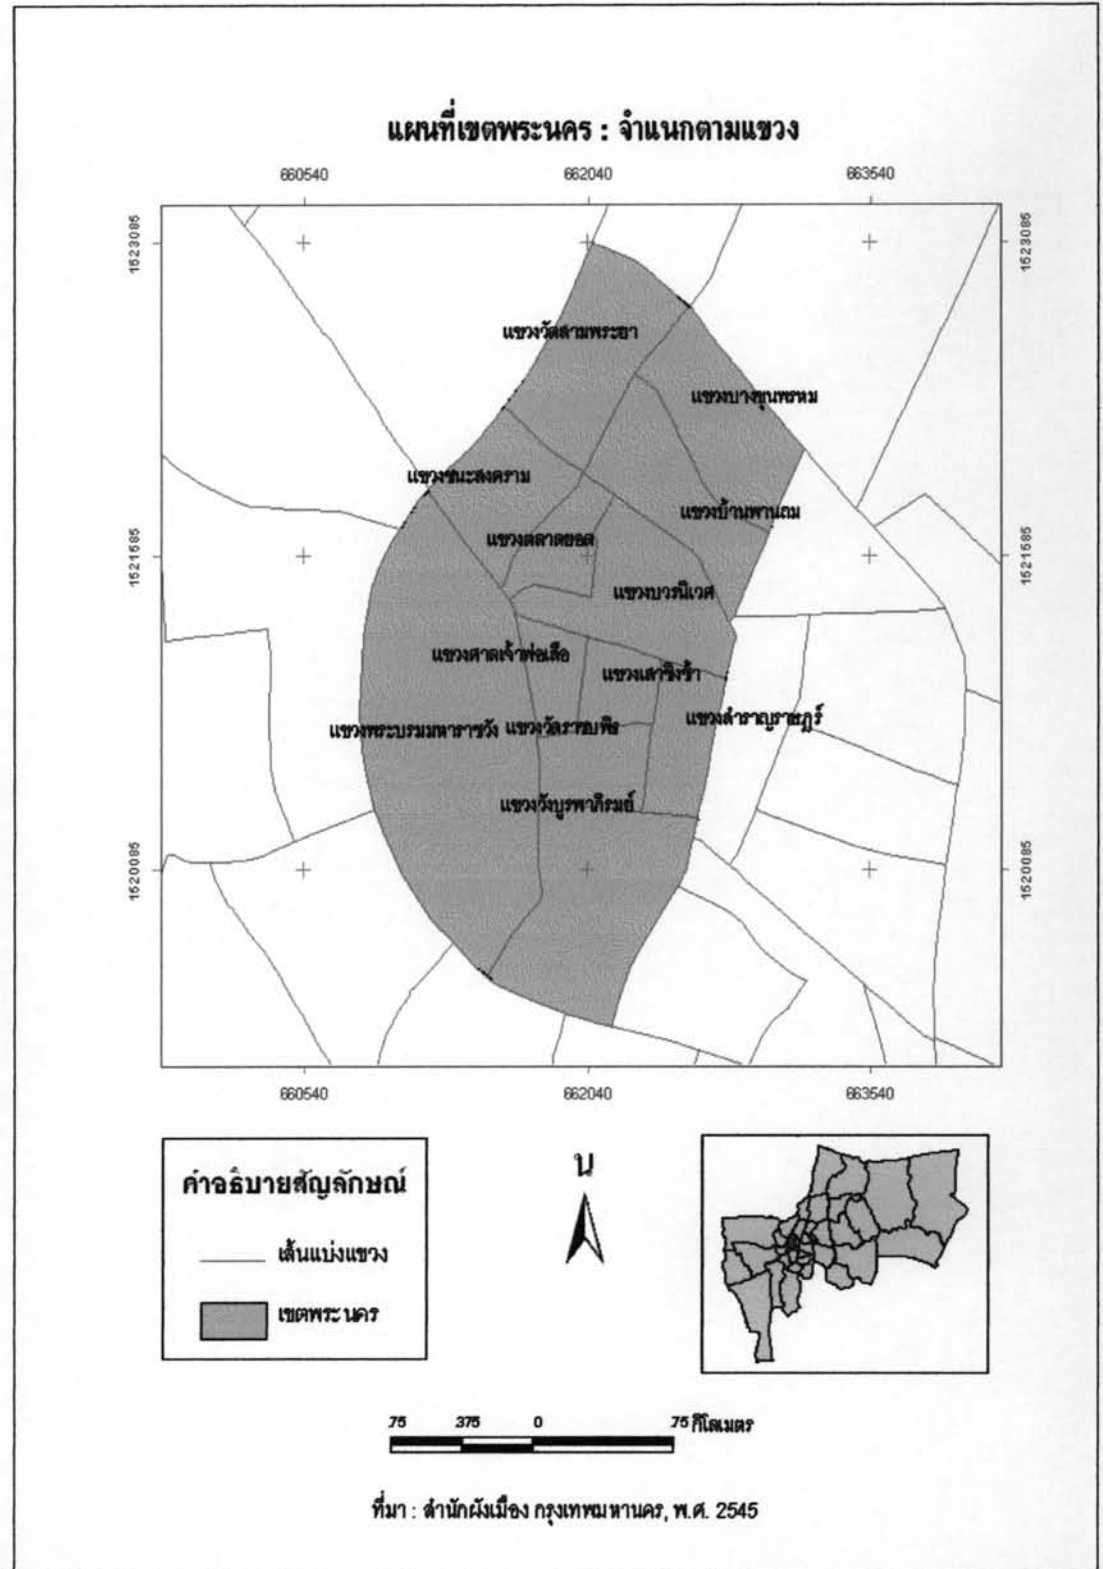 แผนที่เขตพระนคร : จำแนกตามแขวง
660540 662040 663540
1523085 1523085
แขวงวัดสามพระยา
แขวงบางขุนพรหม
แขวงชนะสงคราม
แขวงบ้านพานถม
แขวงตลาดยอด
1521585 1521585
แขวงบวรนิเวศ
แขวงศาลเจ้าพ่อเสือ
แขวงเสาชิงช้า
แขวงสำราญราษฎร์
แขวงพระบรมมหาราชวัง แขวงวัดราชบพิธ
แขวงวังบูรพาภิรมย์
1520085 1520085
660540 662040 663540
คำอธิบายสัญลักษณ์
เส้นแบ่งแขวง
เขตพระนคร
น
.75 .375 0 .75 กิโลเมตร
ที่มา : สำนักผังเมือง กรุงเทพมหานคร, พ.ศ. 2545